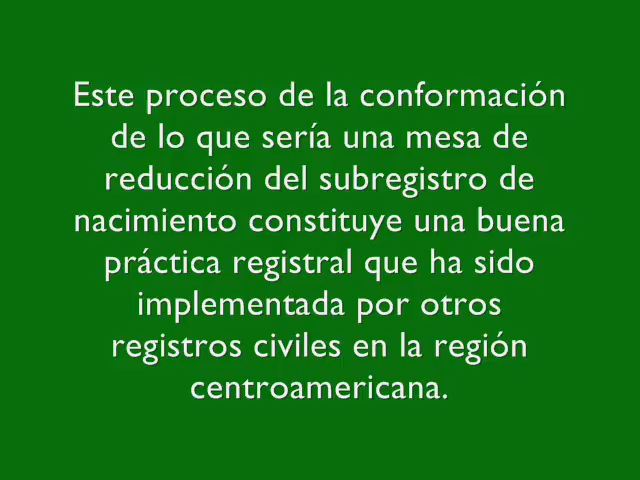 Este proceso de la conformación
de lo que sería una mesa de
reducción del subregistro de
nacimiento constituye una buena
práctica registral que ha sido
implementada por otros
registros civiles en la región
centroamericana.